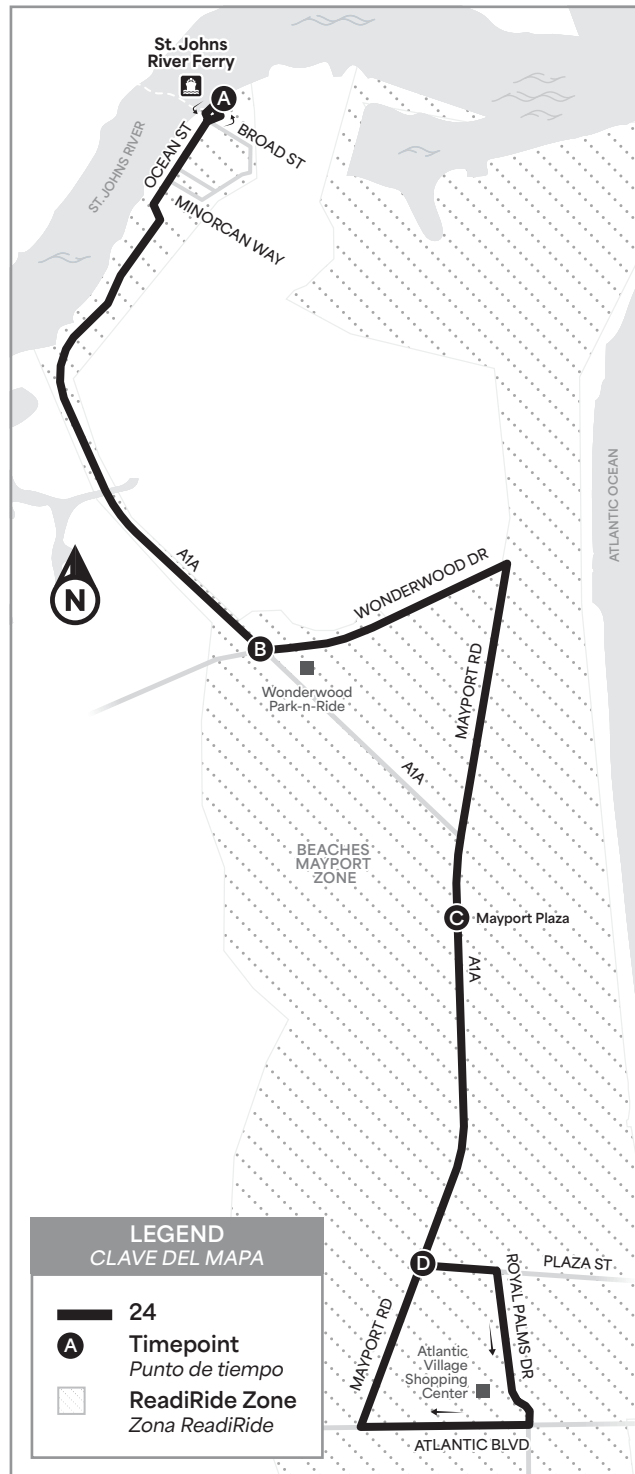 St. Johns
River Ferry
A
BROAD ST
OCEAN ST
ST. JOHNS RIVER
MINORCAN WAY
ATLANTIC OCEAN
N
A1A
WONDERWOOD DR
B
Wonderwood
Park-n-Ride
MAYPORT RD
A1A
BEACHES
MAYPORT
ZONE
C
Mayport Plaza
A1A
D
PLAZA ST
ROYAL PALMS DR
MAYPORT RD
Atlantic
Village
Shopping
Center
ATLANTIC BLVD
LEGEND
CLAVE DEL MAPA
24
A
Timepoint
Punto de tiempo
ReadiRide Zone
Zona ReadiRide